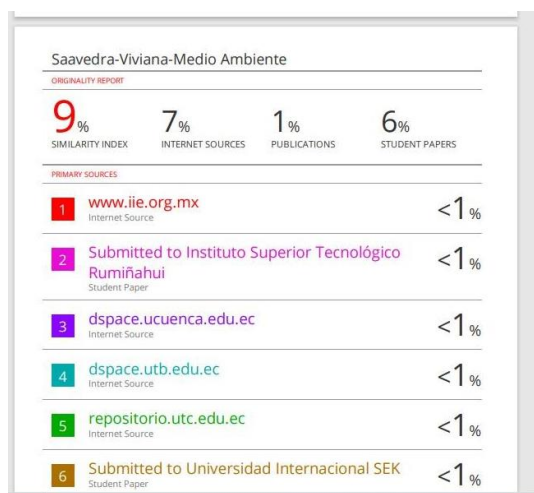 Saavedra-Viviana-Medio Ambiente
ORIGINALITY REPORT
9% 7% 1% 6%
SIMILARITY INDEX INTERNET SOURCES PUBLICATIONS STUDENT PAPERS
PRIMARY SOURCES
1 www.iie.org.mx <1%
Internet Source
2 Submitted to Instituto Superior Tecnológico <1%
Rumiñahui
Student Paper
3 dspace.ucuenca.edu.ec <1%
Internet Source
4 dspace.utb.edu.ec <1%
Internet Source
5 repositorio.utc.edu.ec <1%
Internet Source
6 Submitted to Universidad Internacional SEK <1%
Student Paper